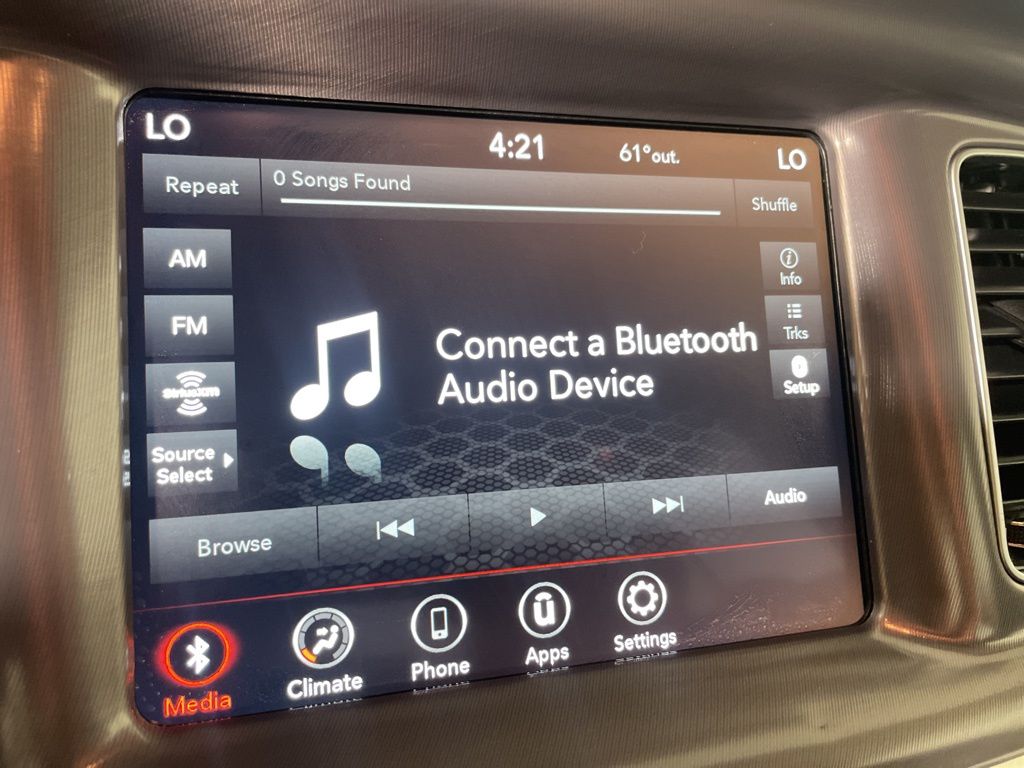 LO
4:21
61°out.
LO
Repeat
0 Songs Found
Shuffle
AM
Info
FM
Trks
Connect a Bluetooth
Audio Device
SiriusXM
Setup
Source
Select
Browse
Audio
Media
Climate
Phone
Apps
Settings